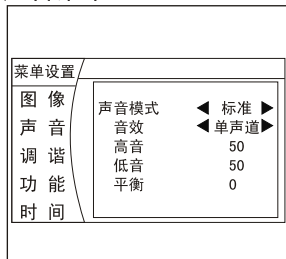 菜单设置
图 像
声 音
调 谐
功 能
时 间
声音模式 ◀ 标准 ▶
音效 ◀ 单声道 ▶
高音 50
低音 50
平衡 0